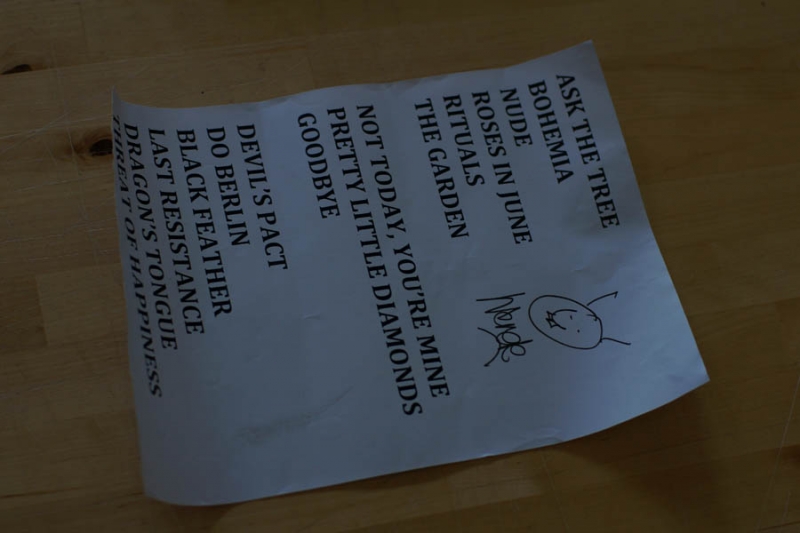 ASK THE TREE
BOHEMIA
NUDE
ROSES IN JUNE
RITUALS
THE GARDEN
NOT TODAY, YOU'RE MINE
PRETTY LITTLE DIAMONDS
GOODBYE
DEVIL'S PACT
DO BERLIN
BLACK FEATHER
LAST RESISTANCE
DRAGON'S TONGUE
THREAT OF HAPPINESS